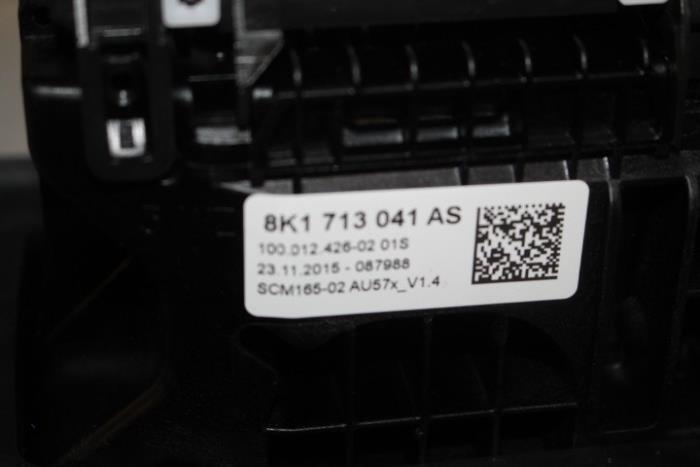 8K1 713 041 AS
100.012.426-02 01S
23.11.2015 - 087988
SCM165-02 AU57x_V1.4